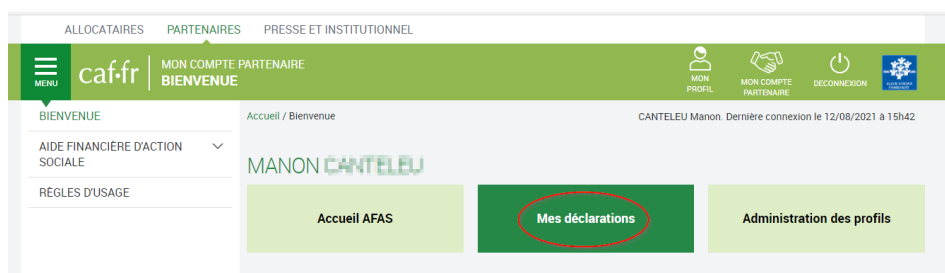 ALLOCATAIRES PARTENAIRES PRESSE ET INSTITUTIONNEL
MENU
caf.fr
MON COMPTE PARTENAIRE
BIENVENUE
MON PROFIL
MON COMPTE PARTENAIRE
DECONNEXION
BIENVENUE
AIDE FINANCIÈRE D'ACTION
SOCIALE
RÈGLES D'USAGE
Accueil / Bienvenue
CANTELEU Manon. Dernière connexion le 12/08/2021 à 15h42
MANON
Accueil AFAS
Mes déclarations
Administration des profils